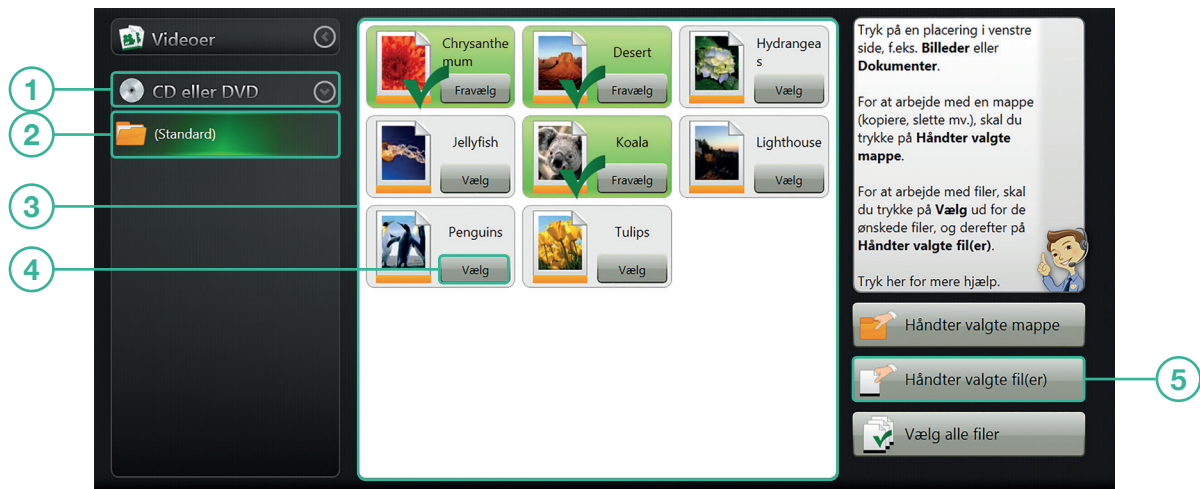 Videoer
1
CD eller DVD
2
(Standard)
3
4
Chrysanthe
mum
Fravælg
Desert
Fravælg
Hydrangea
s
Vælg
Jellyfish
Vælg
Koala
Fravælg
Lighthouse
Vælg
Penguins
Vælg
Tulips
Vælg
Tryk på en placering i venstre
side, f.eks. Billeder eller
Dokumenter.
For at arbejde med en mappe
(kopiere, slette mv.), skal du
trykke på Håndter valgte
mappe.
For at arbejde med filer, skal
du trykke på Vælg ud for de
ønskede filer, og derefter på
Håndter valgte fil(er).
Tryk her for mere hjælp.
Håndter valgte mappe
Håndter valgte fil(er)
5
Vælg alle filer